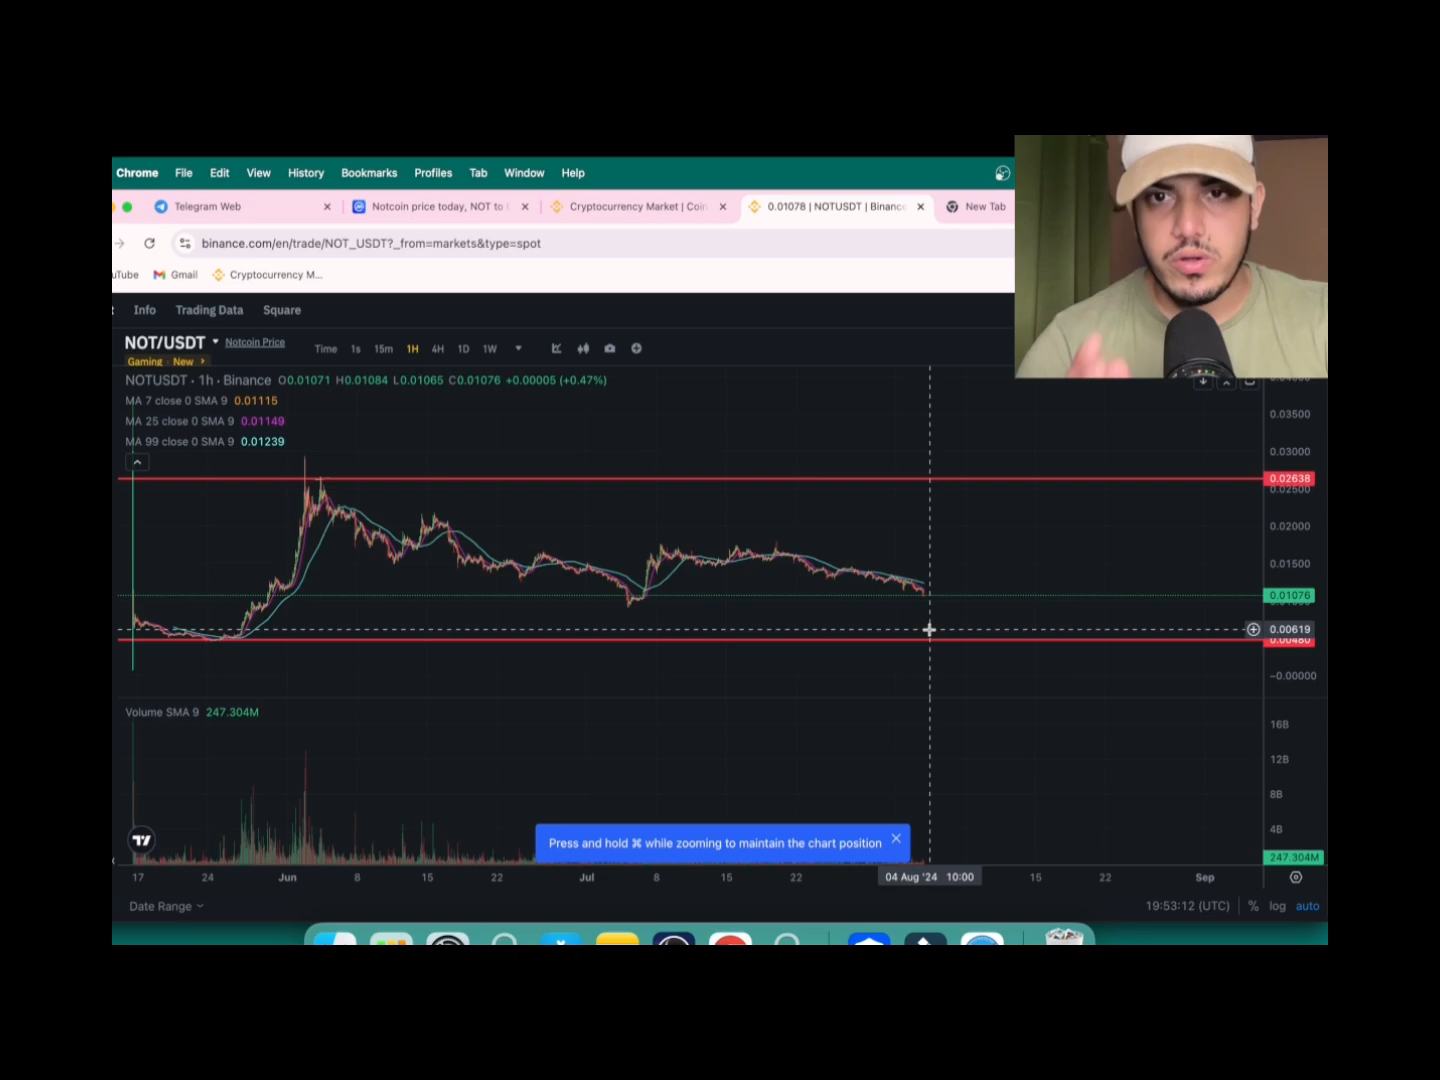 Chrome File Edit View History Bookmarks Profiles Tab Window Help
Telegram Web Notcoin price today, NOT to Cryptocurrency Market | Coin 0.01078 | NOTUSDT | Binance New Tab
binance.com/en/trade/NOT_USDT?_from=markets&type=spot
uTube Gmail Cryptocurrency M...
Info Trading Data Square
NOT/USDT Notcoin Price Time 1s 15m 1H 4H 1D 1W
Gaming New
NOTUSDT · 1h · Binance O0.01071 H0.01084 L0.01065 C0.01076 +0.00005 (+0.47%)
MA 7 close 0 SMA 9 0.01115
MA 25 close 0 SMA 9 0.01149
MA 99 close 0 SMA 9 0.01239
0.03500
0.03000
0.02638
0.02500
0.02000
0.01500
0.01076
0.00619
0.00480
−0.00000
Volume SMA 9 247.304M
16B
12B
8B
4B
Press and hold ⌘ while zooming to maintain the chart position
247.304M
17 24 Jun 8 15 22 Jul 8 15 22 04 Aug '24 10:00 15 22 Sep
Date Range 19:53:12 (UTC) % log auto